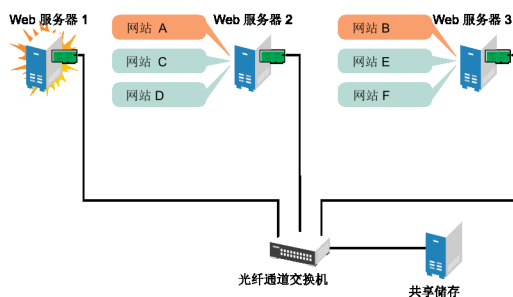 Web 服务器 1
Web 服务器 2
Web 服务器 3
网站 A
网站 C
网站 D
网站 B
网站 E
网站 F
光纤通道交换机
共享储存